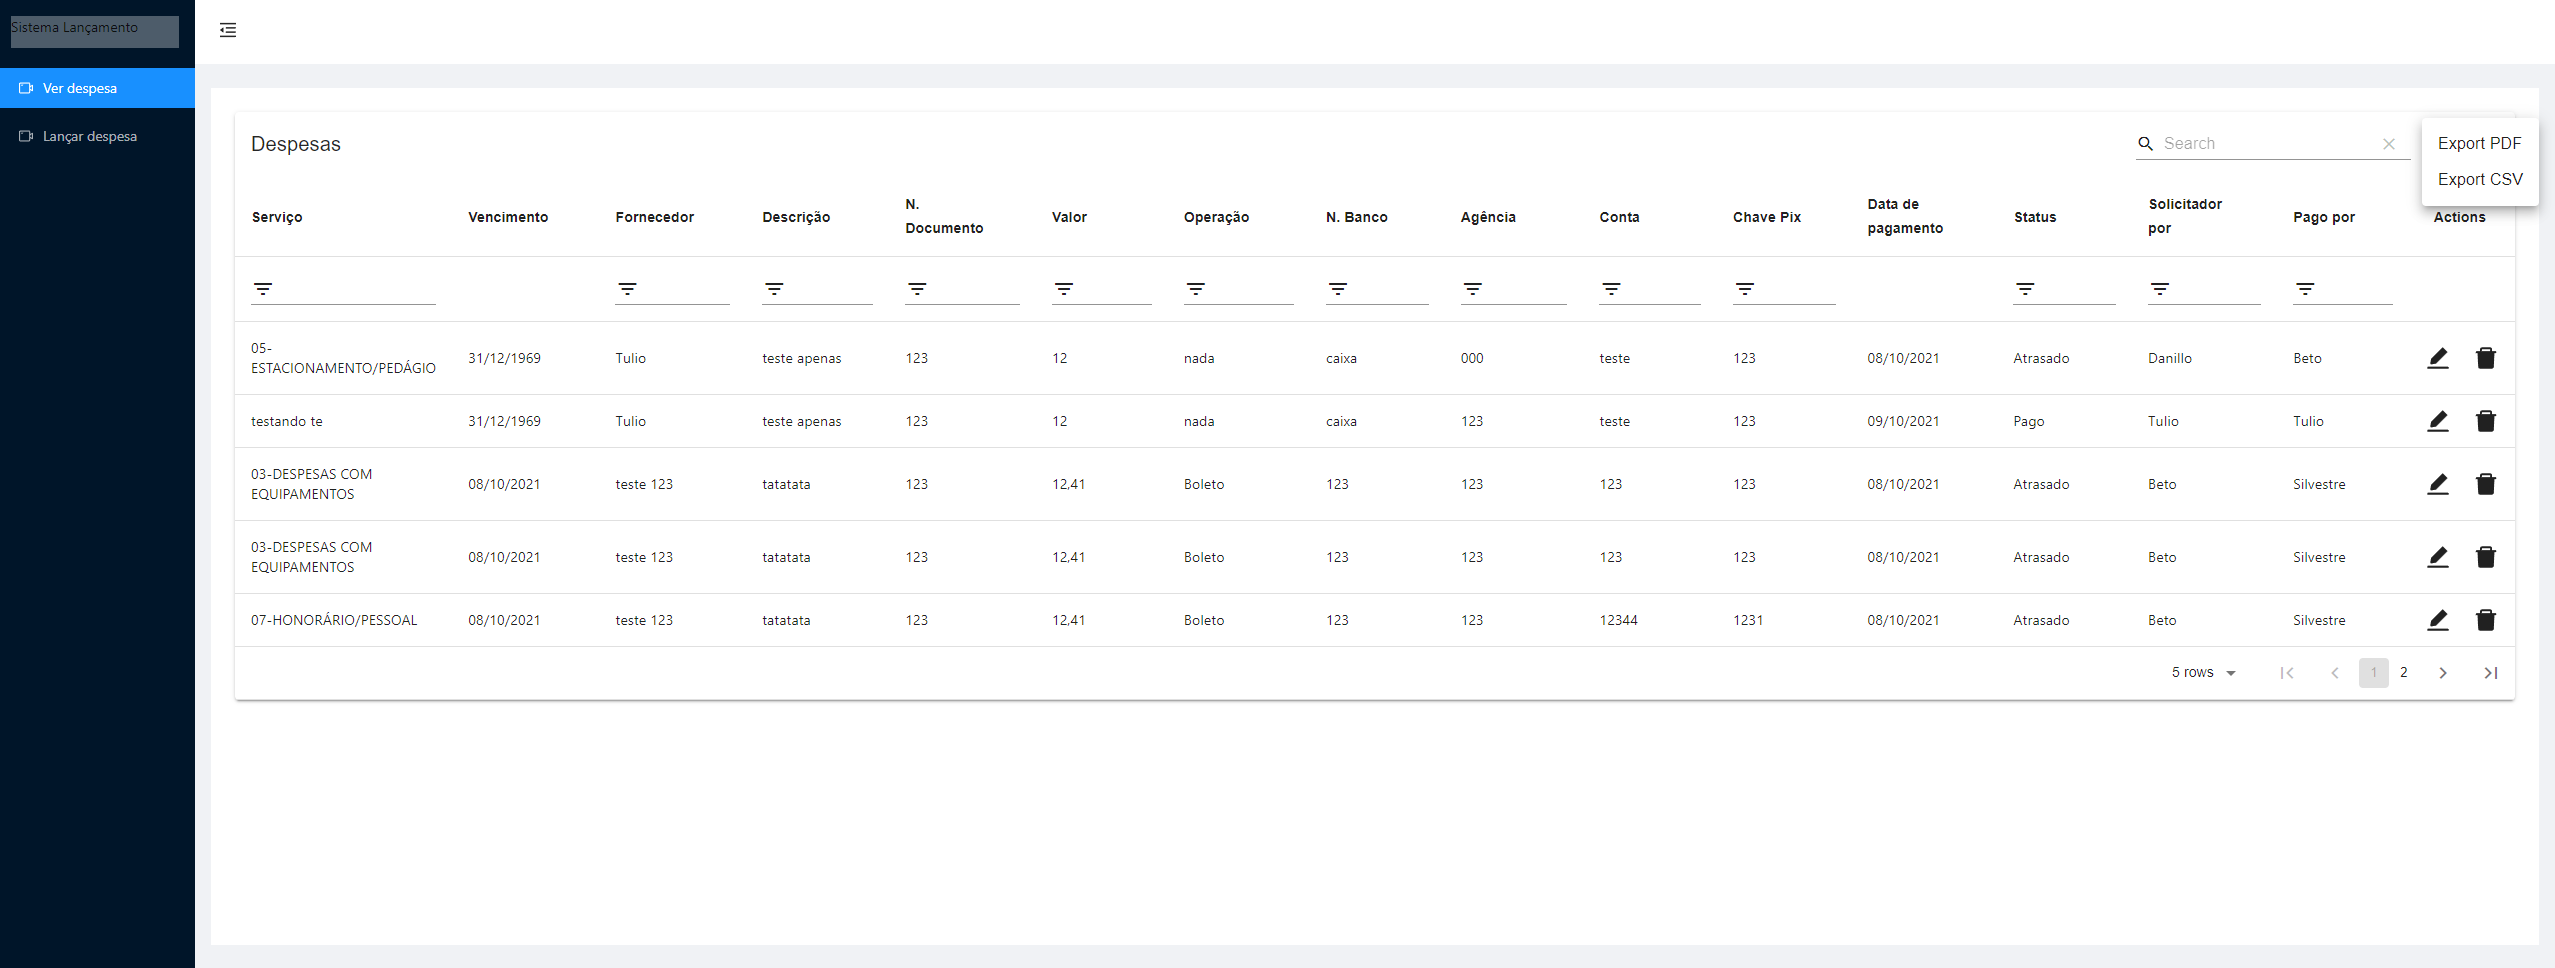 Sistema Lançamento
Ver despesa
Lançar despesa
Despesas
Search
Export PDF
Export CSV
Serviço Vencimento Fornecedor Descrição N. Documento Valor Operação N. Banco Agência Conta Chave Pix Data de pagamento Status Solicitador por Pago por Actions
05-ESTACIONAMENTO/PEDÁGIO 31/12/1969 Tulio teste apenas 123 12 nada caixa 000 teste 123 08/10/2021 Atrasado Danillo Beto
testando te 31/12/1969 Tulio teste apenas 123 12 nada caixa 123 teste 123 09/10/2021 Pago Tulio Tulio
03-DESPESAS COM EQUIPAMENTOS 08/10/2021 teste 123 tatatata 123 12,41 Boleto 123 123 123 123 08/10/2021 Atrasado Beto Silvestre
03-DESPESAS COM EQUIPAMENTOS 08/10/2021 teste 123 tatatata 123 12,41 Boleto 123 123 123 123 08/10/2021 Atrasado Beto Silvestre
07-HONORÁRIO/PESSOAL 08/10/2021 teste 123 tatatata 123 12,41 Boleto 123 123 12344 1231 08/10/2021 Atrasado Beto Silvestre
5 rows 1 2